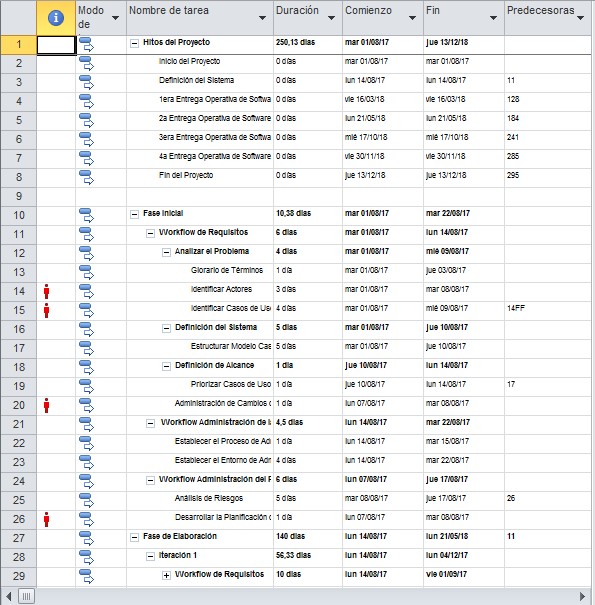 Modo de Nombre de tarea Duración Comienzo Fin Predecesoras
1 Hitos del Proyecto 250,13 días mar 01/08/17 jue 13/12/18
2 Inicio del Proyecto 0 días mar 01/08/17 mar 01/08/17
3 Definición del Sistema 0 días lun 14/08/17 lun 14/08/17 11
4 1era Entrega Operativa de Softwa 0 días vie 16/03/18 vie 16/03/18 128
5 2a Entrega Operativa de Software 0 días lun 21/05/18 lun 21/05/18 184
6 3era Entrega Operativa de Softwa 0 días mié 17/10/18 mié 17/10/18 241
7 4a Entrega Operativa de Software 0 días vie 30/11/18 vie 30/11/18 285
8 Fin del Proyecto 0 días jue 13/12/18 jue 13/12/18 295
9
10 Fase Inicial 10,38 días mar 01/08/17 mar 22/08/17
11 Workflow de Requisitos 6 días mar 01/08/17 lun 14/08/17
12 Analizar el Problema 4 días mar 01/08/17 mié 09/08/17
13 Glorario de Términos 1 día mar 01/08/17 jue 03/08/17
14 Identificar Actores 3 días mar 01/08/17 mar 08/08/17
15 Identificar Casos de Us 4 días mar 01/08/17 mié 09/08/17 14FF
16 Definición del Sistema 5 días mar 01/08/17 jue 10/08/17
17 Estructurar Modelo Cas 5 días mar 01/08/17 jue 10/08/17
18 Definición de Alcance 1 día jue 10/08/17 lun 14/08/17
19 Priorizar Casos de Uso 1 día jue 10/08/17 lun 14/08/17 17
20 Administración de Cambios 1 día lun 07/08/17 mar 08/08/17
21 Workflow Administración de 4,5 días lun 14/08/17 mar 22/08/17
22 Establecer el Proceso de Ad 1 día lun 14/08/17 mar 15/08/17
23 Establecer el Entorno de Adm 4 días lun 14/08/17 mar 22/08/17
24 Workflow Administración del 6 días lun 07/08/17 jue 17/08/17
25 Análisis de Riesgos 5 días mar 08/08/17 jue 17/08/17 26
26 Desarrollar la Planificación 1 día lun 07/08/17 mar 08/08/17
27 Fase de Elaboración 140 días lun 14/08/17 lun 21/05/18 11
28 Iteración 1 56,33 días lun 14/08/17 lun 04/12/17
29 Workflow de Requisitos 10 días lun 14/08/17 vie 01/09/17